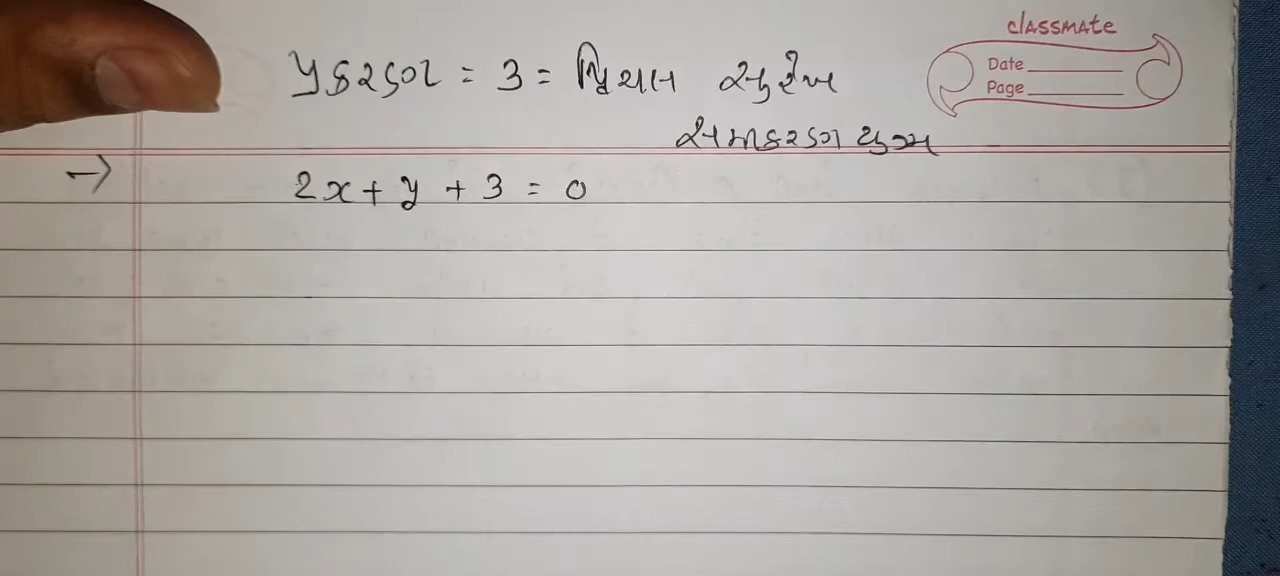 પ્રકરણ = 3 = દ્વિચલ સુરેખ
સમીકરણ યુગ્મ
classmate
Date
Page
→ 2x + y + 3 = 0